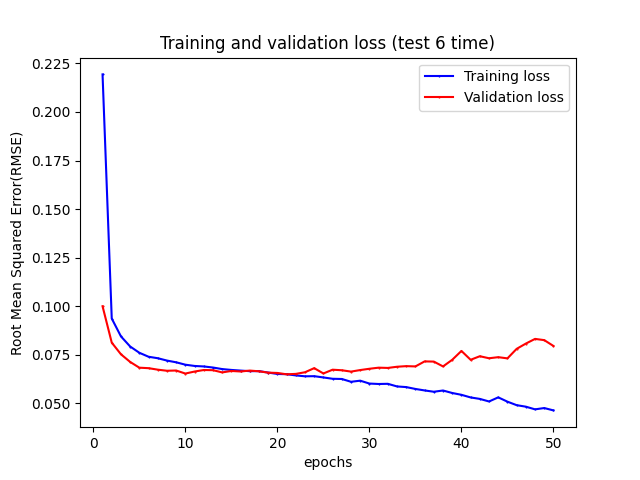 Training and validation loss (test 6 time)
Training loss
Validation loss
Root Mean Squared Error(RMSE)
0.225
0.200
0.175
0.150
0.125
0.100
0.075
0.050
0 10 20 30 40 50
epochs